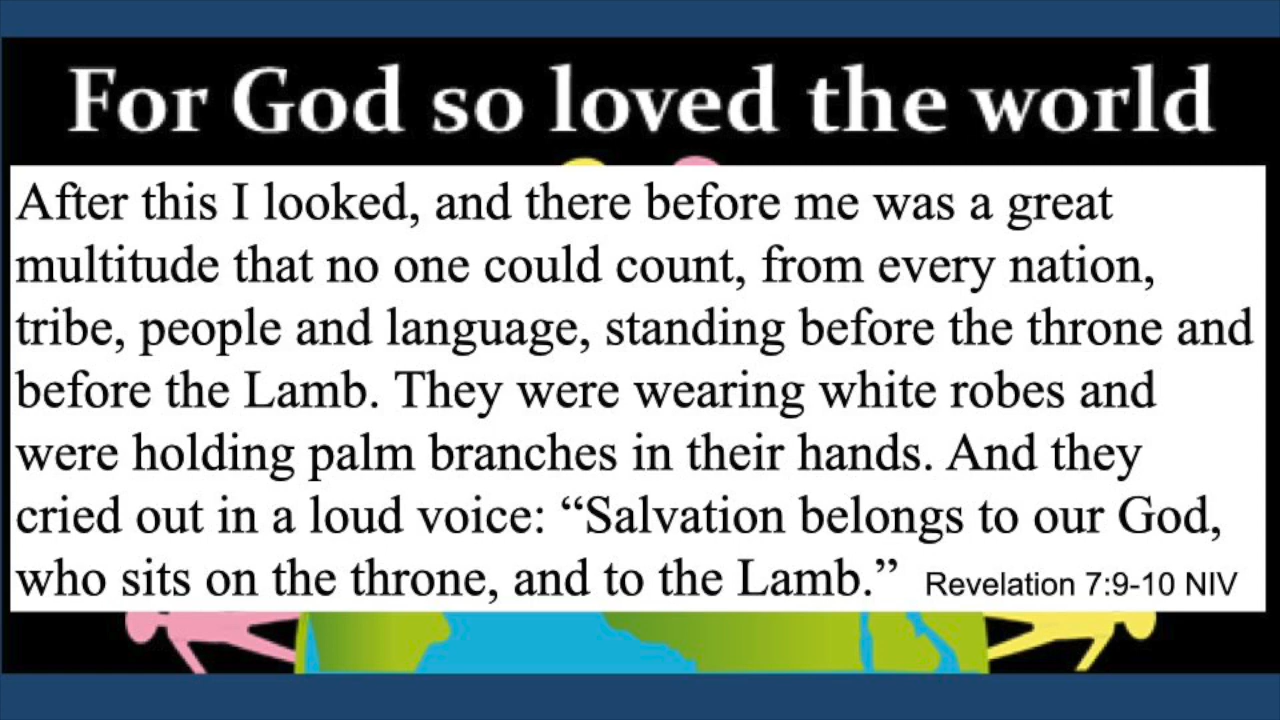 For God so loved the world
After this I looked, and there before me was a great
multitude that no one could count, from every nation,
tribe, people and language, standing before the throne and
before the Lamb. They were wearing white robes and
were holding palm branches in their hands. And they
cried out in a loud voice: “Salvation belongs to our God,
who sits on the throne, and to the Lamb.” Revelation 7:9-10 NIV